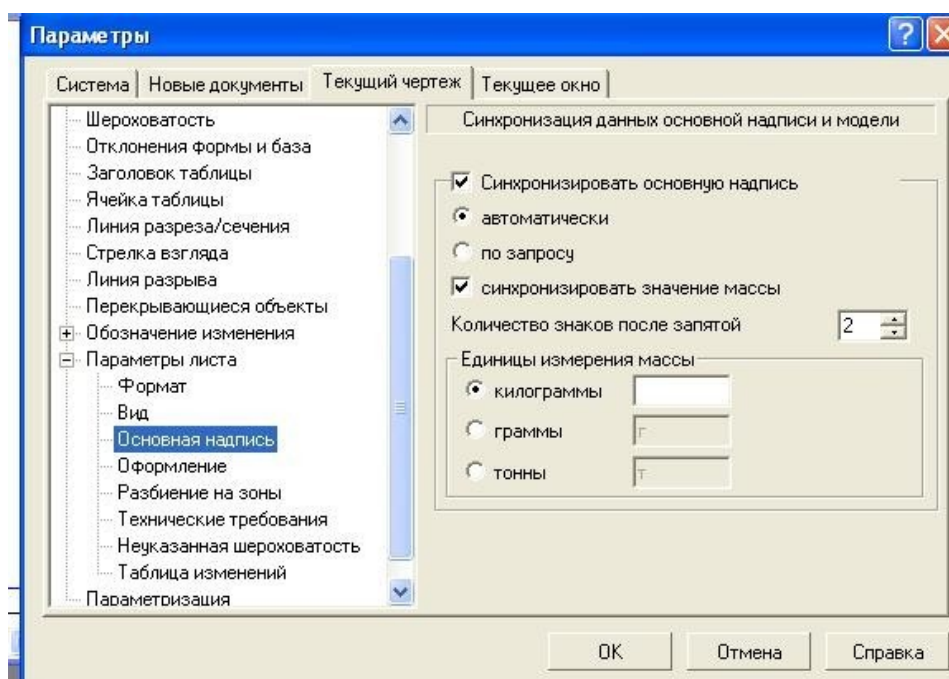 Параметры
Система Новые документы Текущий чертеж Текущее окно
Шероховатость
Отклонения формы и база
Заголовок таблицы
Ячейка таблицы
Линия разреза/сечения
Стрелка взгляда
Линия разрыва
Перекрывающиеся объекты
Обозначение изменения
Параметры листа
Формат
Вид
Основная надпись
Оформление
Разбиение на зоны
Технические требования
Неуказанная шероховатость
Таблица изменений
Параметризация
Синхронизация данных основной надписи и модели
Синхронизировать основную надпись
автоматически
по запросу
синхронизировать значение массы
Количество знаков после запятой 2
Единицы измерения массы
килограммы
граммы г
тонны т
OK Отмена Справка